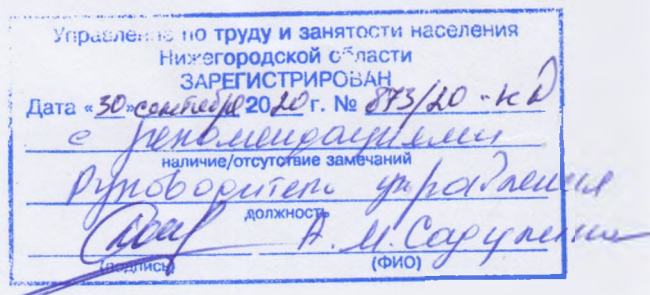 Управление по труду и занятости населения
Нижегородской области
ЗАРЕГИСТРИРОВАН
Дата «30» сентября 2020 г. № 873/20 - КД
с рекомендациями
наличие/отсутствие замечаний
Руководитель управления
должность
А.М. Садулина
(подпись) (ФИО)